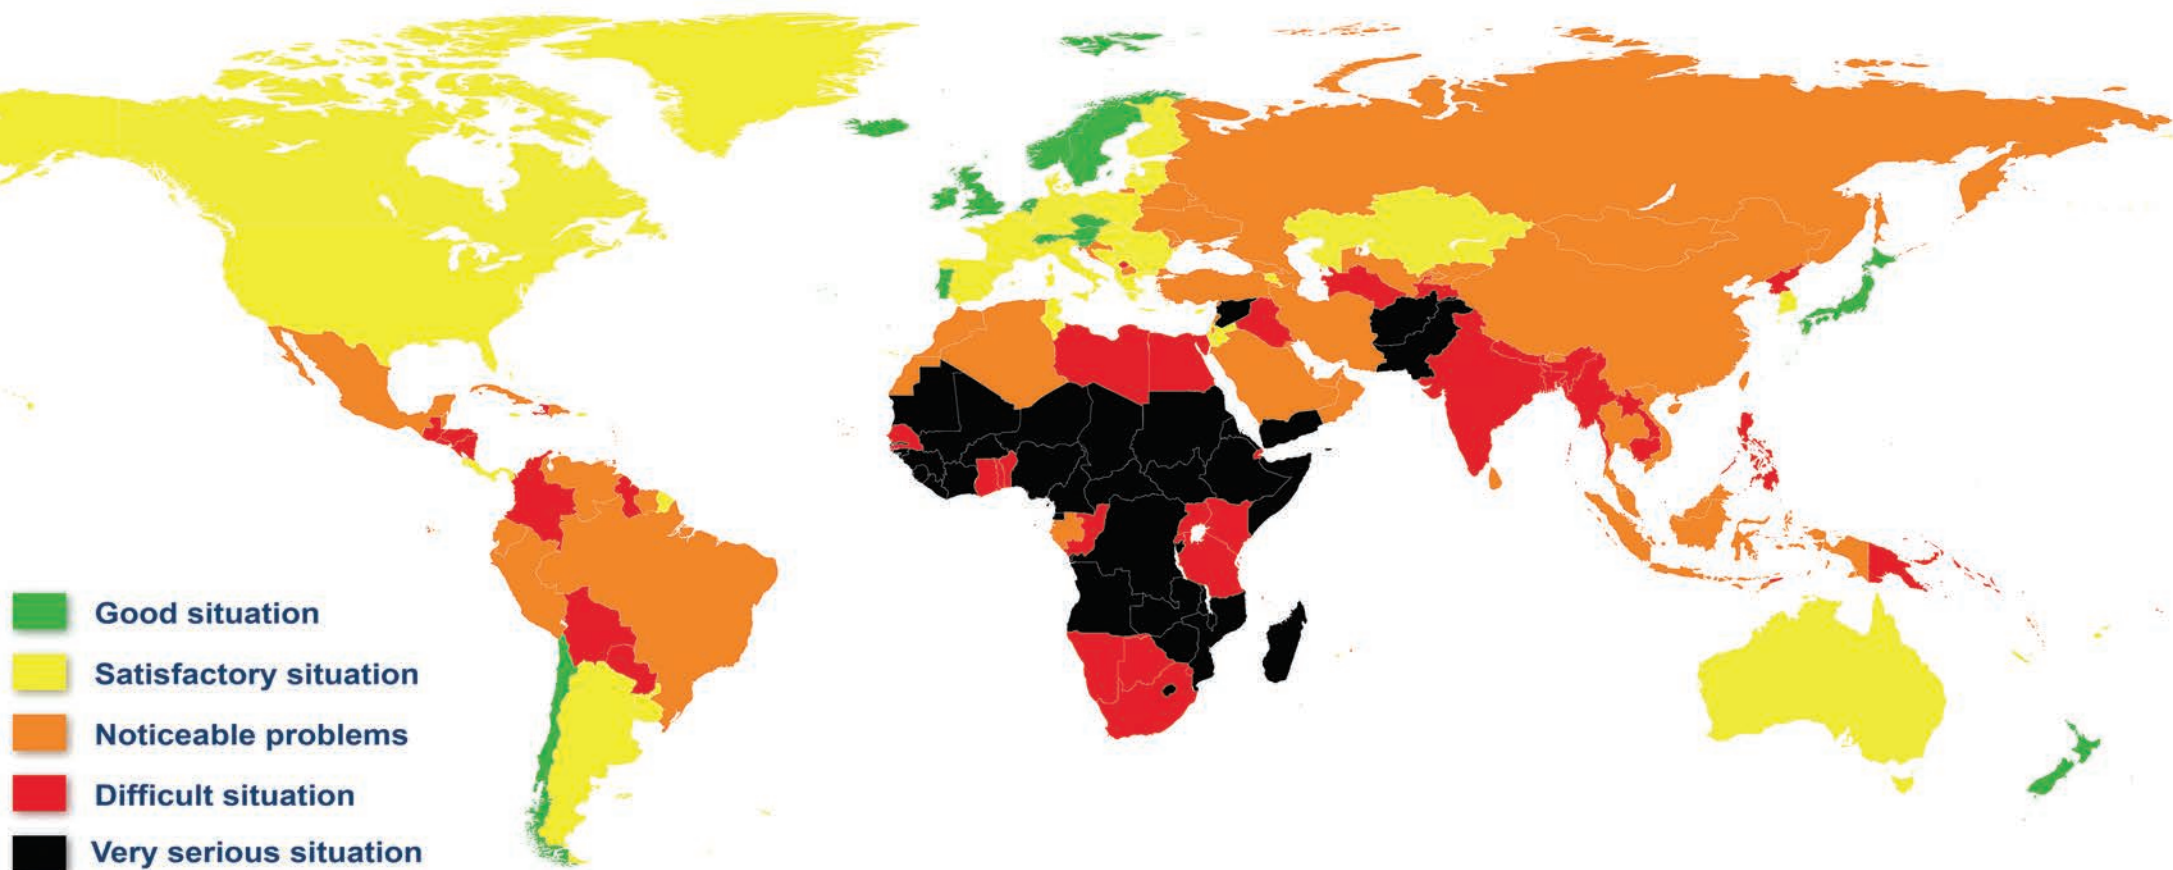 Good situation
Satisfactory situation
Noticeable problems
Difficult situation
Very serious situation